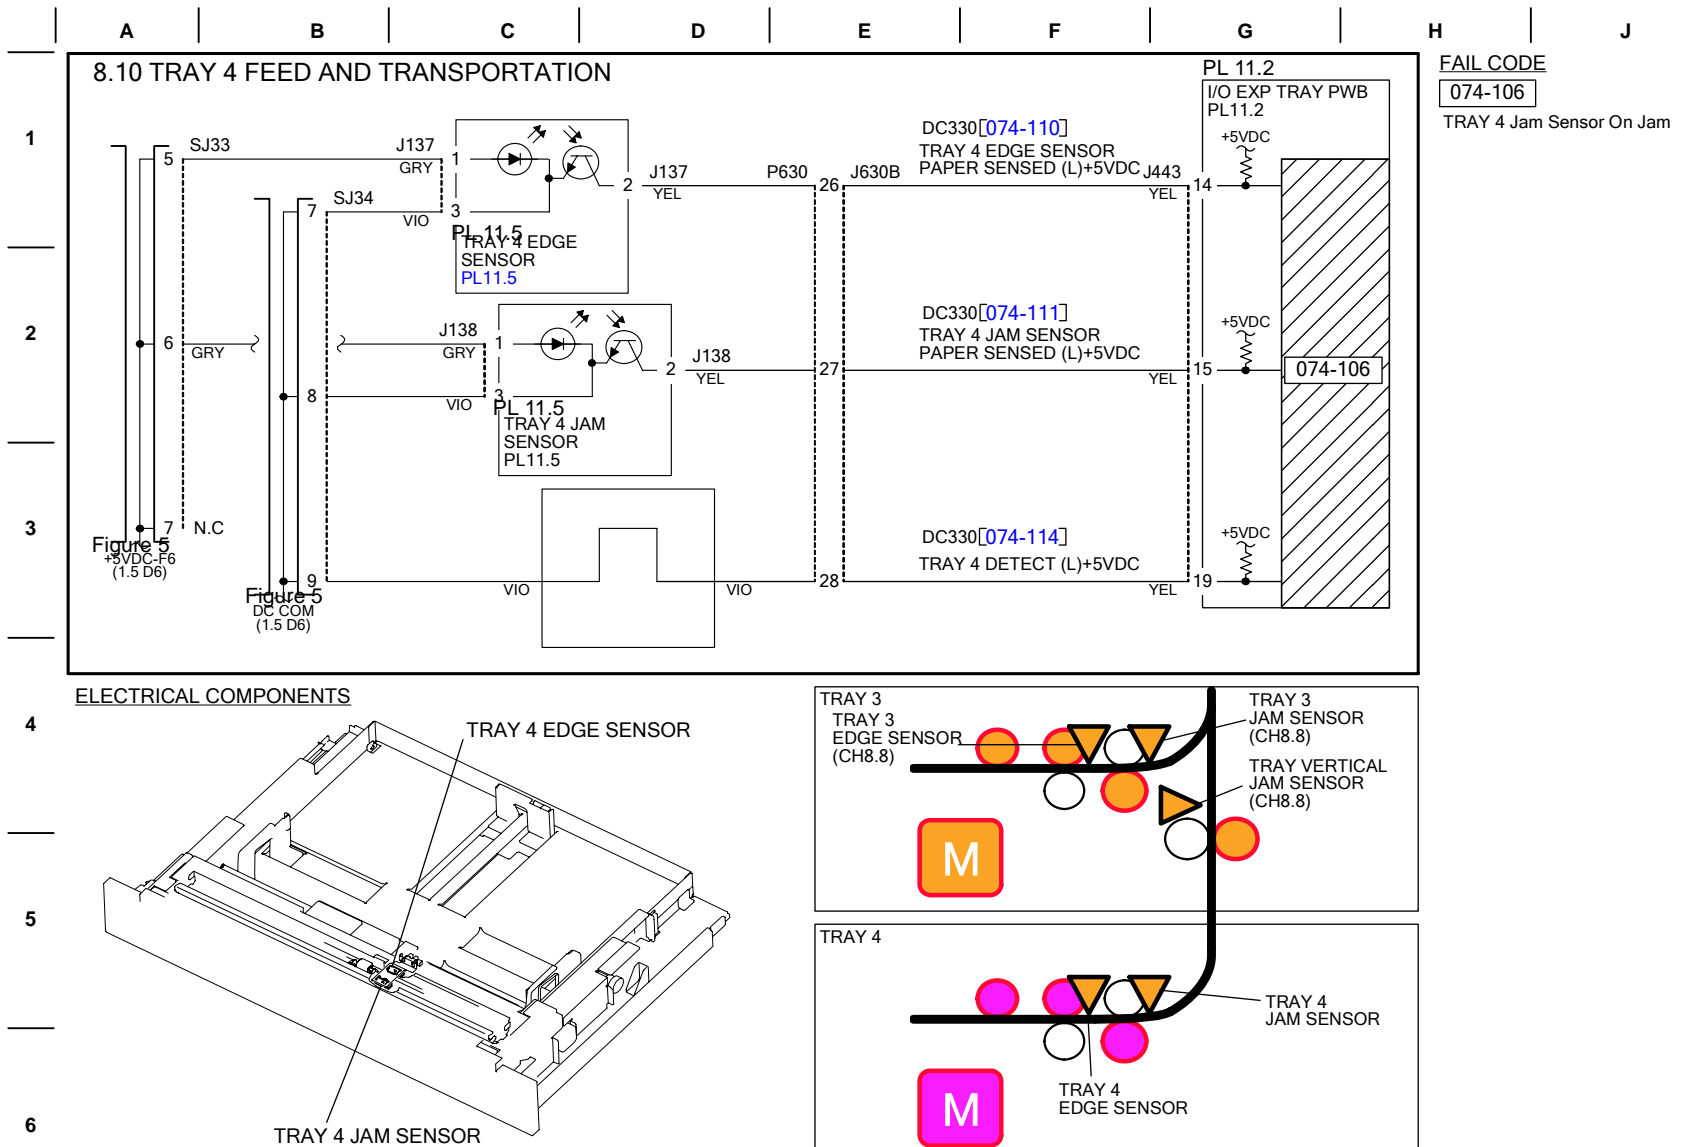 A B C D E F G H J
8.10 TRAY 4 FEED AND TRANSPORTATION
PL 11.2
FAIL CODE
074-106
TRAY 4 Jam Sensor On Jam
I/O EXP TRAY PWB
PL11.2
+5VDC
1
5 SJ33 J137
GRY
1
2 J137
YEL
P630 26 J630B
DC330[074-110]
TRAY 4 EDGE SENSOR
PAPER SENSED (L)+5VDC
J443
14
7 SJ34
VIO
3
PL 11.5
TRAY 4 EDGE
SENSOR
PL11.5
2
6
GRY
J138
GRY
1
2 J138
YEL
27
DC330[074-111]
TRAY 4 JAM SENSOR
PAPER SENSED (L)+5VDC
YEL
15
+5VDC
074-106
8
VIO
3
PL 11.5
TRAY 4 JAM
SENSOR
PL11.5
3
7 N.C
Figure 5
+5VDC-F6
(1.5 D6)
9
Figure 5
DC COM
(1.5 D6)
VIO
VIO
28
DC330[074-114]
TRAY 4 DETECT (L)+5VDC
YEL
19
+5VDC
4
ELECTRICAL COMPONENTS
TRAY 4 EDGE SENSOR
TRAY 3
TRAY 3
EDGE SENSOR
(CH8.8)
TRAY 3
JAM SENSOR
(CH8.8)
TRAY VERTICAL
JAM SENSOR
(CH8.8)
M
5
TRAY 4
TRAY 4
JAM SENSOR
TRAY 4
EDGE SENSOR
M
6
TRAY 4 JAM SENSOR